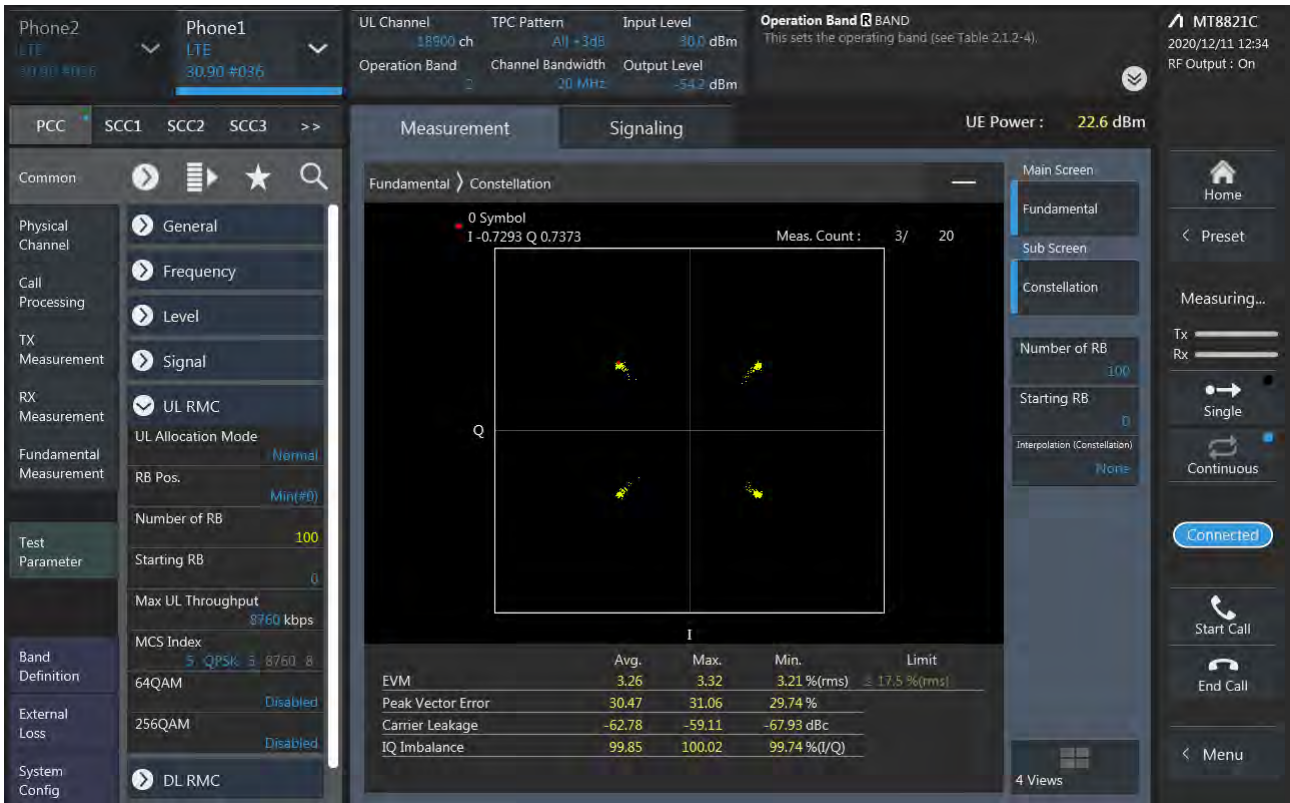 Phone2
LTE
30.90 #036
Phone1
LTE
30.90 #036
UL Channel
18900 ch
TPC Pattern
All +3dB
Input Level
30.0 dBm
Operation Band
2
Channel Bandwidth
20 MHz
Output Level
-54.2 dBm
Operation Band R BAND
This sets the operating band (see Table 2.1.2-4).
MT8821C
2020/12/11 12:34
RF Output : On
PCC SCC1 SCC2 SCC3 >>
Measurement
Signaling
UE Power : 22.6 dBm
Common
Physical
Channel
Call
Processing
TX
Measurement
RX
Measurement
Fundamental
Measurement
Test
Parameter
Band
Definition
External
Loss
System
Config
General
Frequency
Level
Signal
UL RMC
UL Allocation Mode
Normal
RB Pos.
Min(#0)
Number of RB
100
Starting RB
0
Max UL Throughput
8760 kbps
MCS Index
5 QPSK 5 8760 8
64QAM
Disabled
256QAM
Disabled
DL RMC
Fundamental 〉 Constellation
0 Symbol
I -0.7293 Q 0.7373
Meas. Count : 3/ 20
Q
I
Avg. Max. Min. Limit
EVM 3.26 3.32 3.21 %(rms) ≤ 17.5 %(rms)
Peak Vector Error 30.47 31.06 29.74 %
Carrier Leakage -62.78 -59.11 -67.93 dBc
IQ Imbalance 99.85 100.02 99.74 %(I/Q)
Main Screen
Fundamental
Sub Screen
Constellation
Number of RB
100
Starting RB
0
Interpolation (Constellation)
None
4 Views
Home
< Preset
Measuring...
Tx
Rx
Single
Continuous
Connected
Start Call
End Call
< Menu